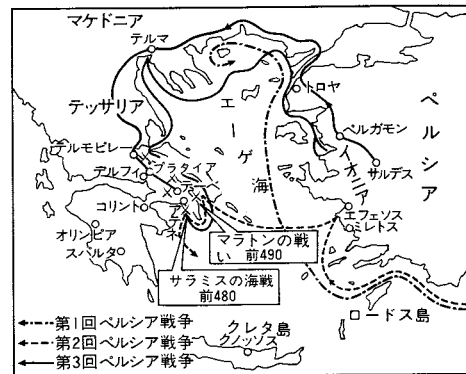 マケドニア
テルマ
トロヤ
テッサリア
エーゲ海
ペルシア
ペルガモン
イオニア
サルデス
テルモピレー
デルフィ
プラタイア
テーベ
コリント
アテネ
エフェソス
ミレトス
オリンピア
スパルタ
マラトンの戦
い 前490
サラミスの海戦
前480
ロードス島
第1回ペルシア戦争
第2回ペルシア戦争
第3回ペルシア戦争
クレタ島
クノッソス